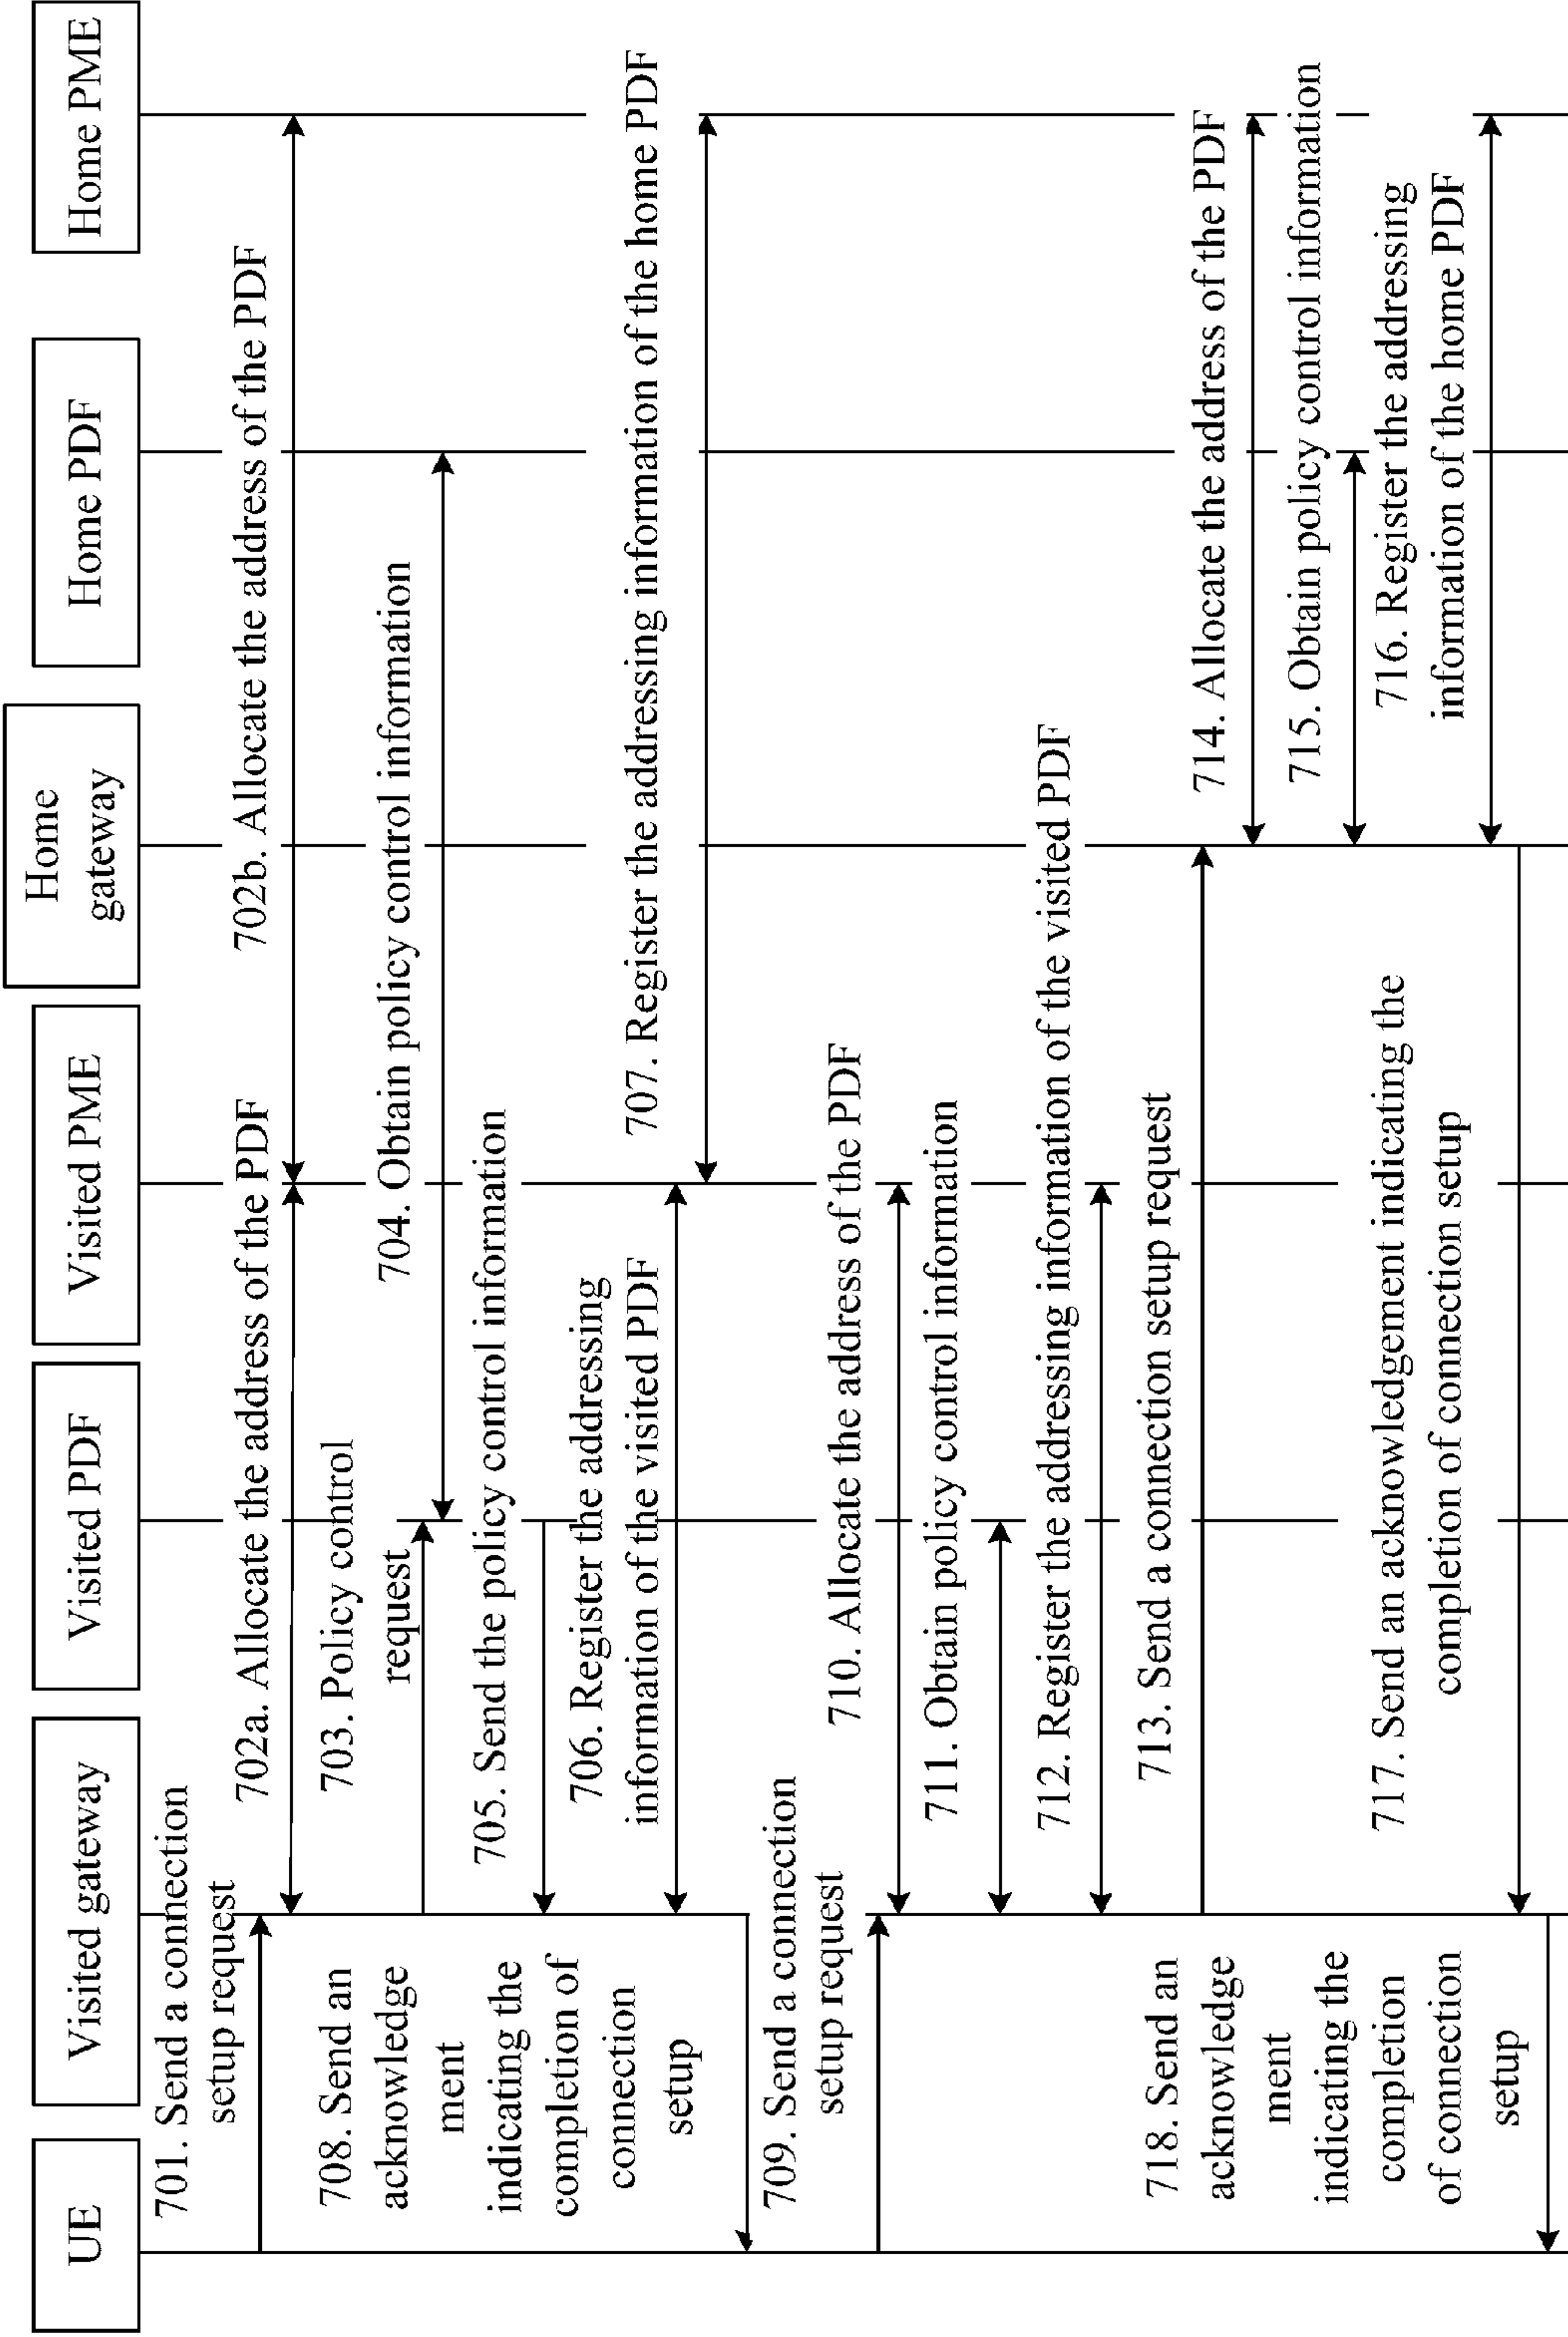 UE
Visited gateway
Visited PDF
Visited PME
Home
gateway
Home PDF
Home PME
701. Send a connection
setup request
702a. Allocate the address of the PDF
702b. Allocate the address of the PDF
703. Policy control
request
704. Obtain policy control information
705. Send the policy control information
706. Register the addressing
information of the visited PDF
707. Register the addressing information of the home PDF
708. Send an
acknowledge
ment
indicating the
completion of
connection
setup
709. Send a connection
setup request
710. Allocate the address of the PDF
711. Obtain policy control information
712. Register the addressing information of the visited PDF
713. Send a connection setup request
714. Allocate the address of the PDF
715. Obtain policy control information
716. Register the addressing
information of the home PDF
717. Send an acknowledgement indicating the
completion of connection setup
718. Send an
acknowledge
ment
indicating the
completion
of connection
setup